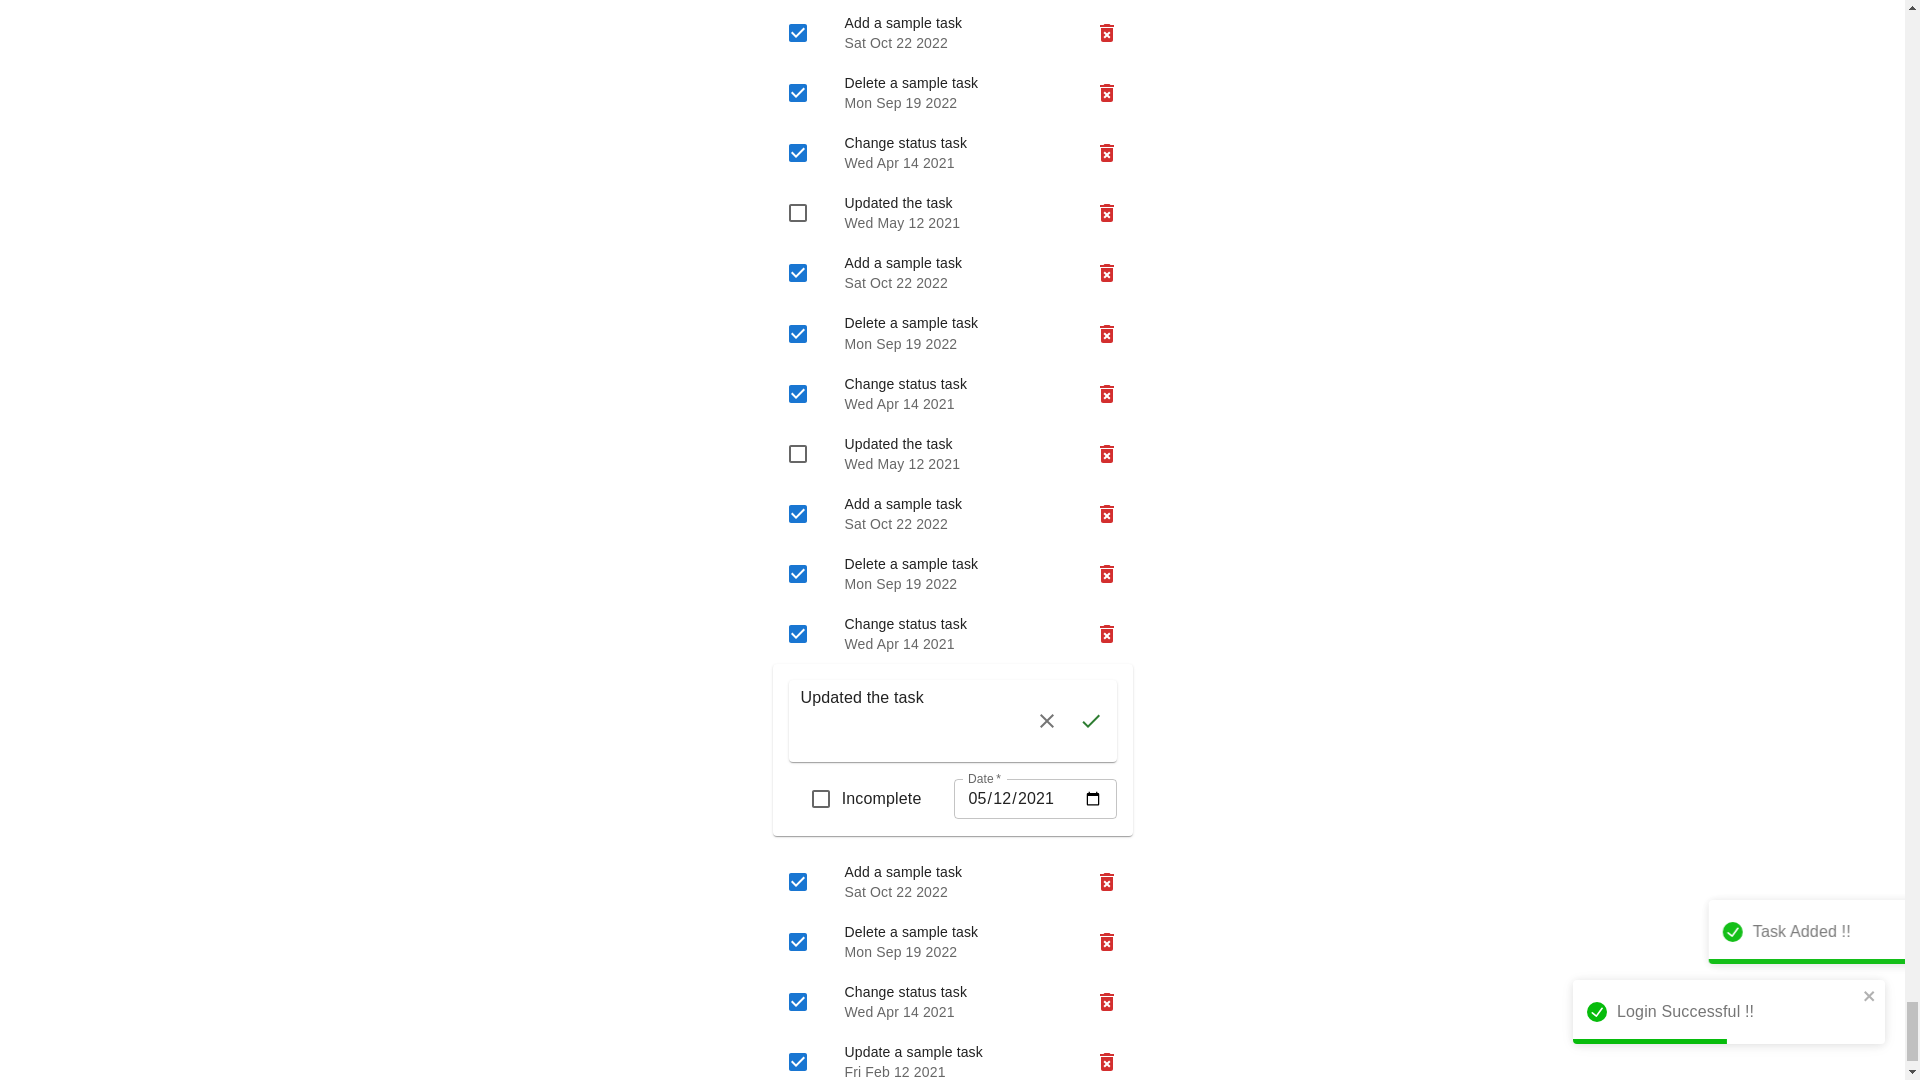 Add a sample task
Sat Oct 22 2022
Delete a sample task
Mon Sep 19 2022
Change status task
Wed Apr 14 2021
Updated the task
Wed May 12 2021
Add a sample task
Sat Oct 22 2022
Delete a sample task
Mon Sep 19 2022
Change status task
Wed Apr 14 2021
Updated the task
Wed May 12 2021
Add a sample task
Sat Oct 22 2022
Delete a sample task
Mon Sep 19 2022
Change status task
Wed Apr 14 2021
Updated the task
Date *
Incomplete 05/12/2021
Add a sample task
Sat Oct 22 2022
Delete a sample task
Mon Sep 19 2022
Change status task
Wed Apr 14 2021
Update a sample task
Fri Feb 12 2021
Task Added !!
Login Successful !!